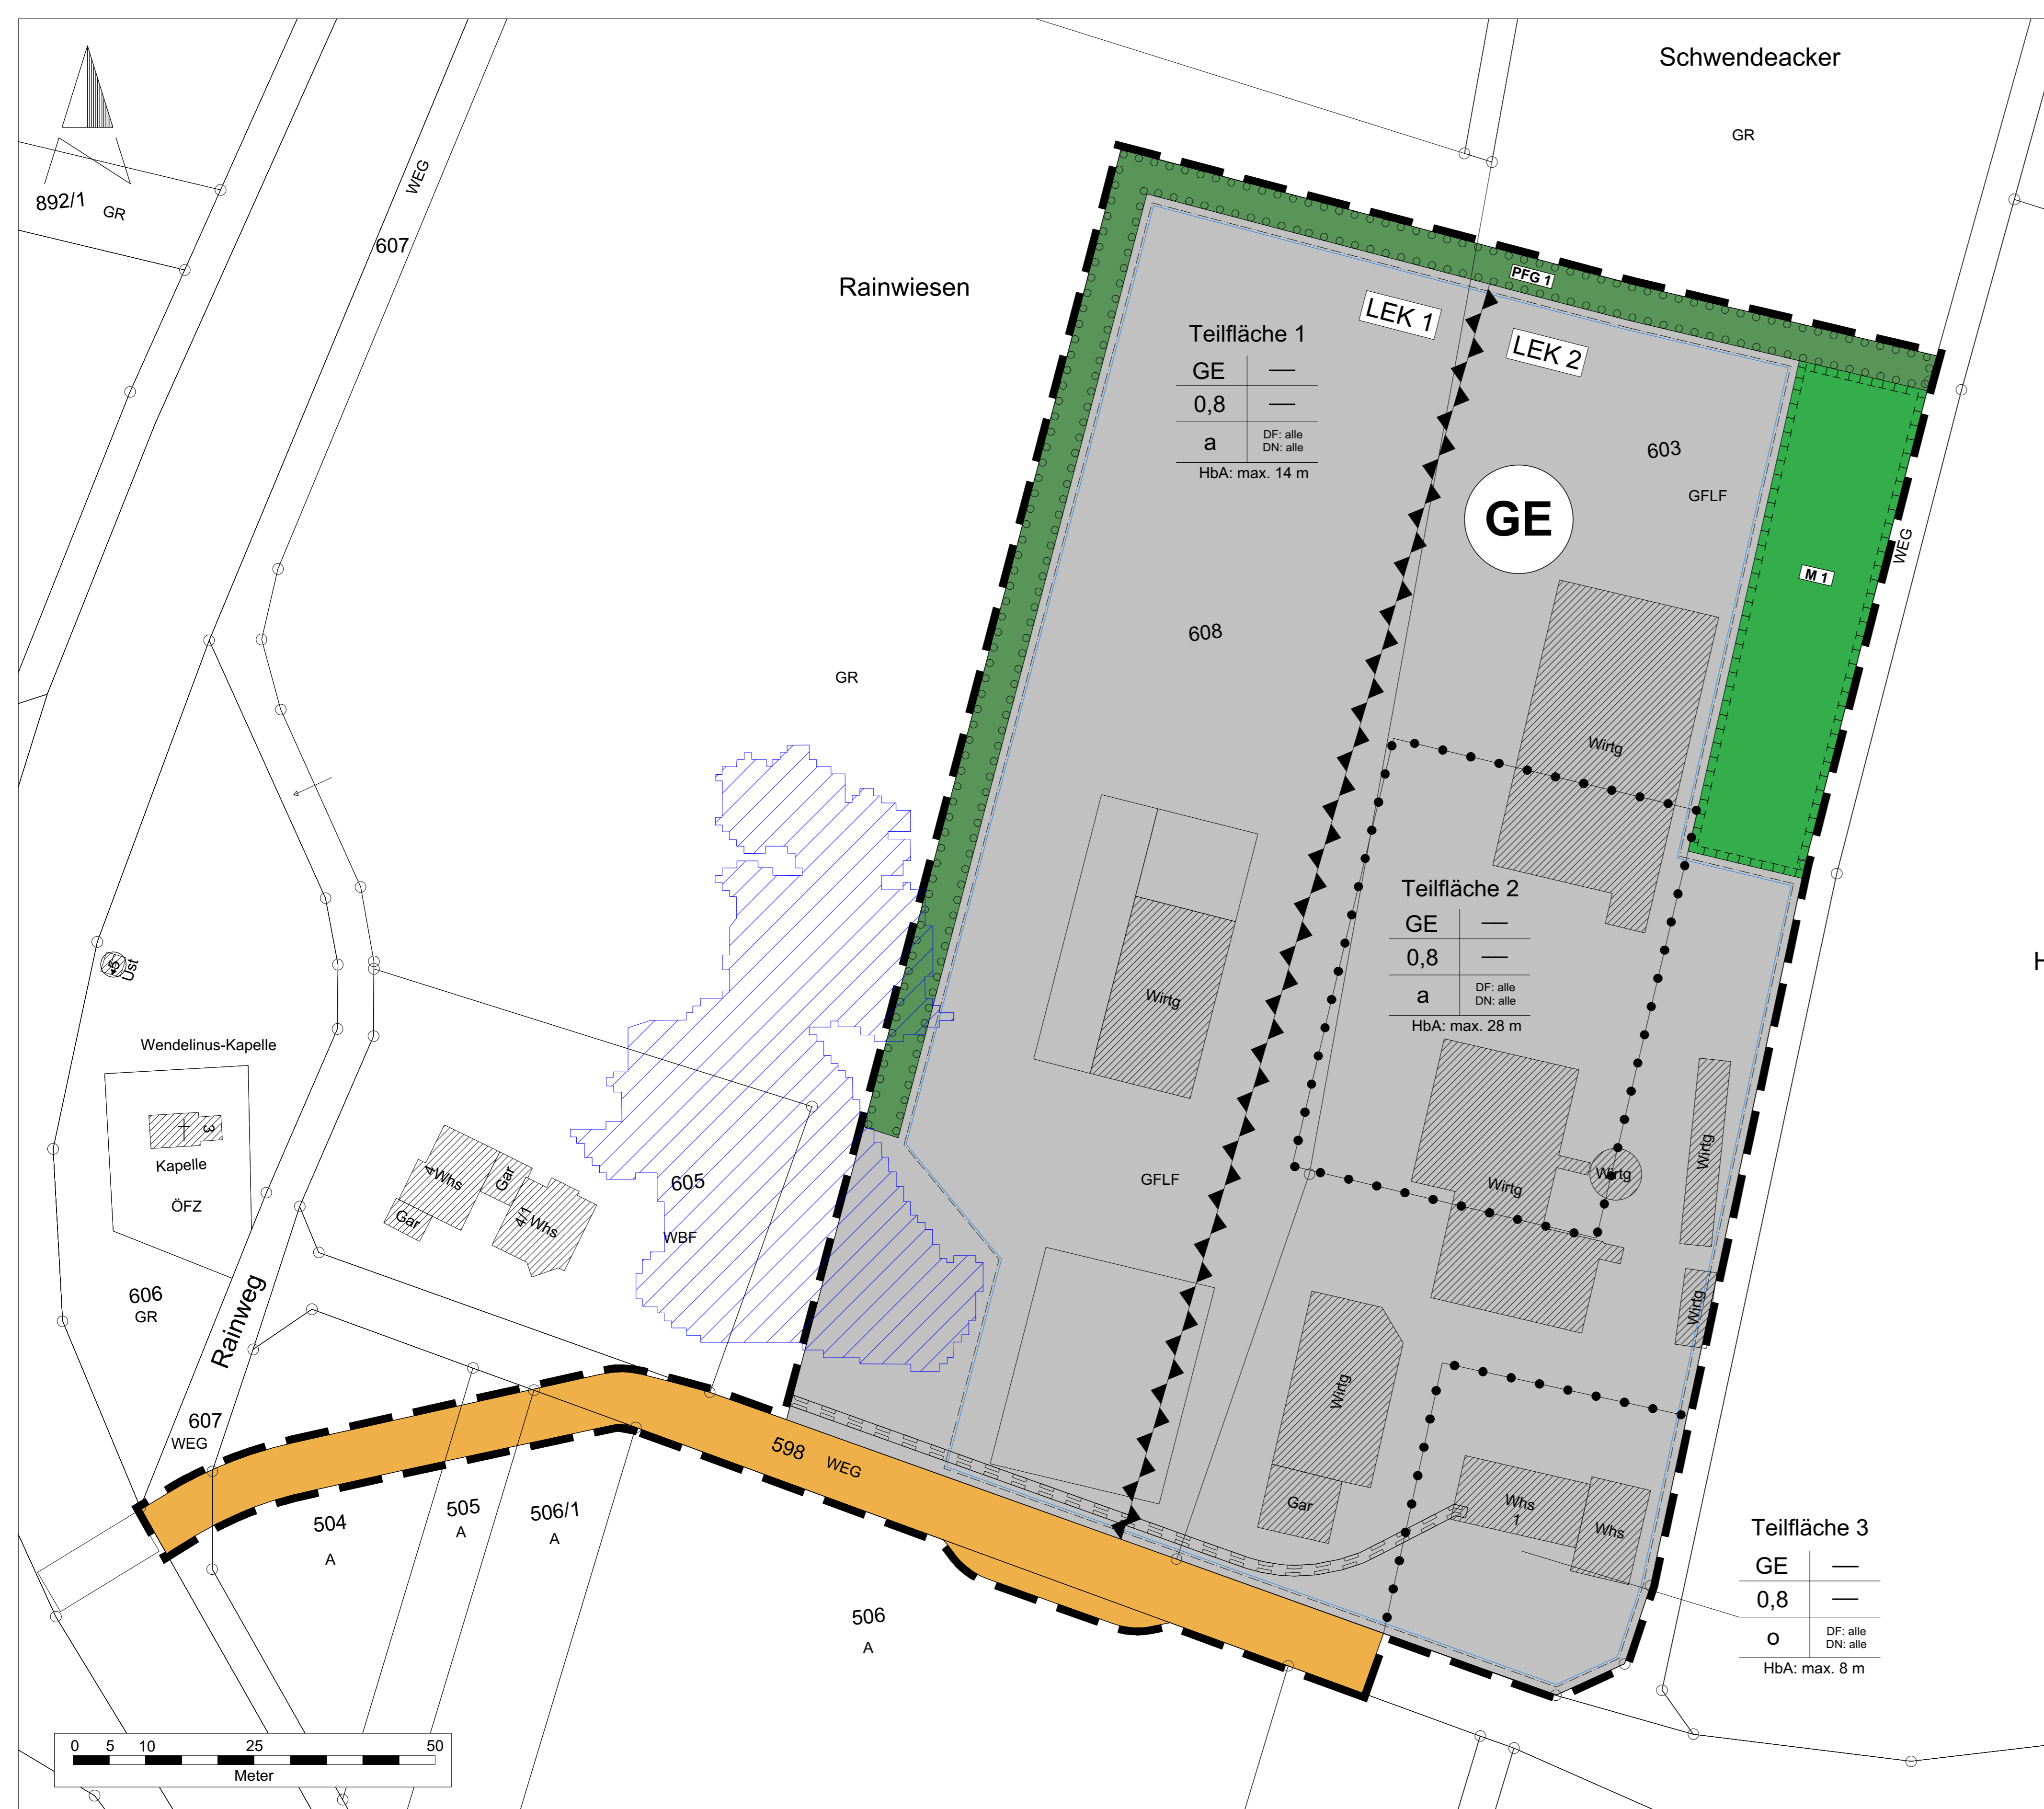 Schwendeacker
GR
892/1
GR
WEG
607
Rainwiesen
PFG 1
LEK 1
LEK 2
Teilfläche 1
GE —
0,8 —
a DF: alle
DN: alle
HbA: max. 14 m
603
GFLF
GE
WEG
M 1
608
GR
Wirtg
Teilfläche 2
GE —
0,8 —
a DF: alle
DN: alle
HbA: max. 28 m
Wirtg
H
5
Ust
Wendelinus-Kapelle
3
Kapelle
ÖFZ
4
Whs
Gar
Gar
4/1
Whs
605
WBF
GFLF
Wirtg
Wirtg
Wirtg
Wirtg
606
GR
Rainweg
Wirtg
607
WEG
598
WEG
504
A
505
A
506/1
A
506
A
Gar
Whs
1
Whs
Teilfläche 3
GE —
0,8 —
o DF: alle
DN: alle
HbA: max. 8 m
0 5 10 25 50
Meter